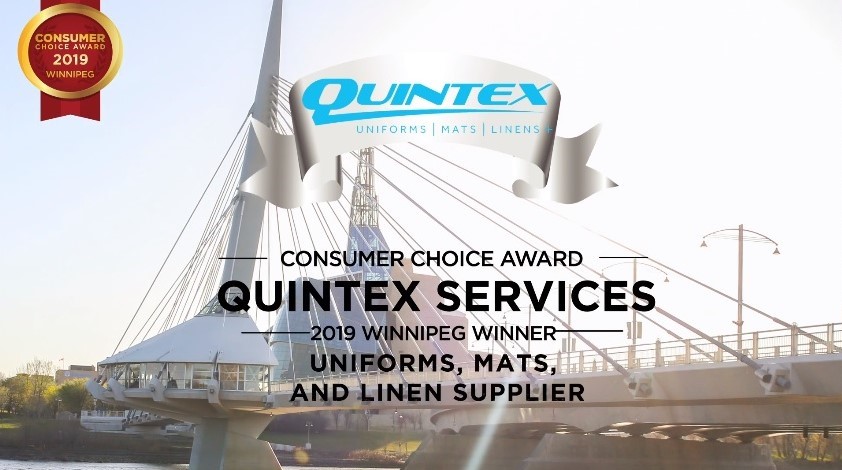 CONSUMER
CHOICE AWARD
2019
WINNIPEG
QUINTEX
UNIFORMS | MATS | LINENS +
CONSUMER CHOICE AWARD
QUINTEX SERVICES
2019 WINNIPEG WINNER
UNIFORMS, MATS,
AND LINEN SUPPLIER